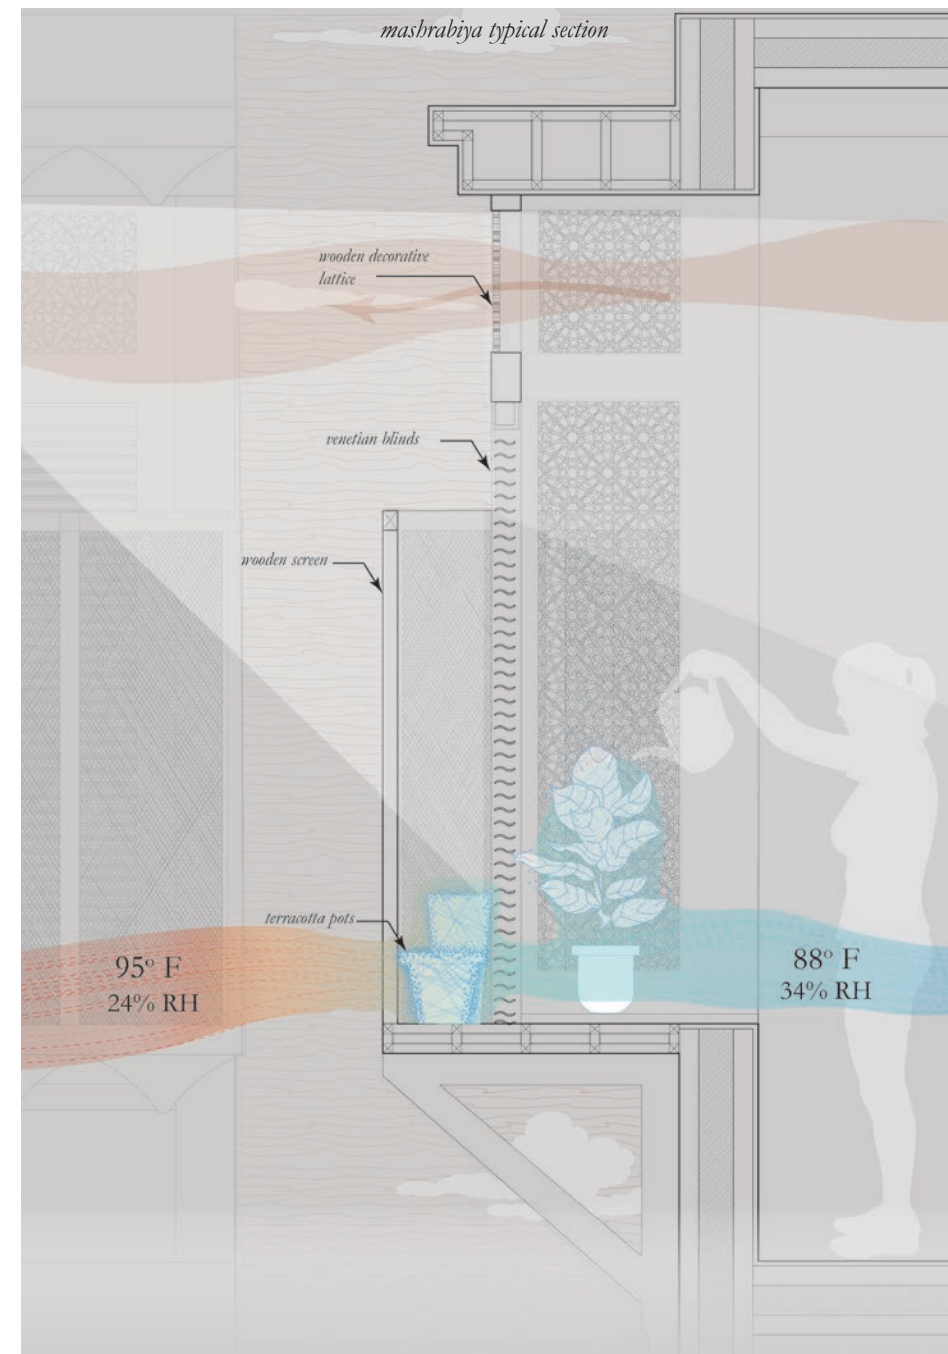 mashrabiya typical section
wooden decorative
lattice
venetian blinds
wooden screen
terracotta pots
95° F
24% RH
88° F
34% RH